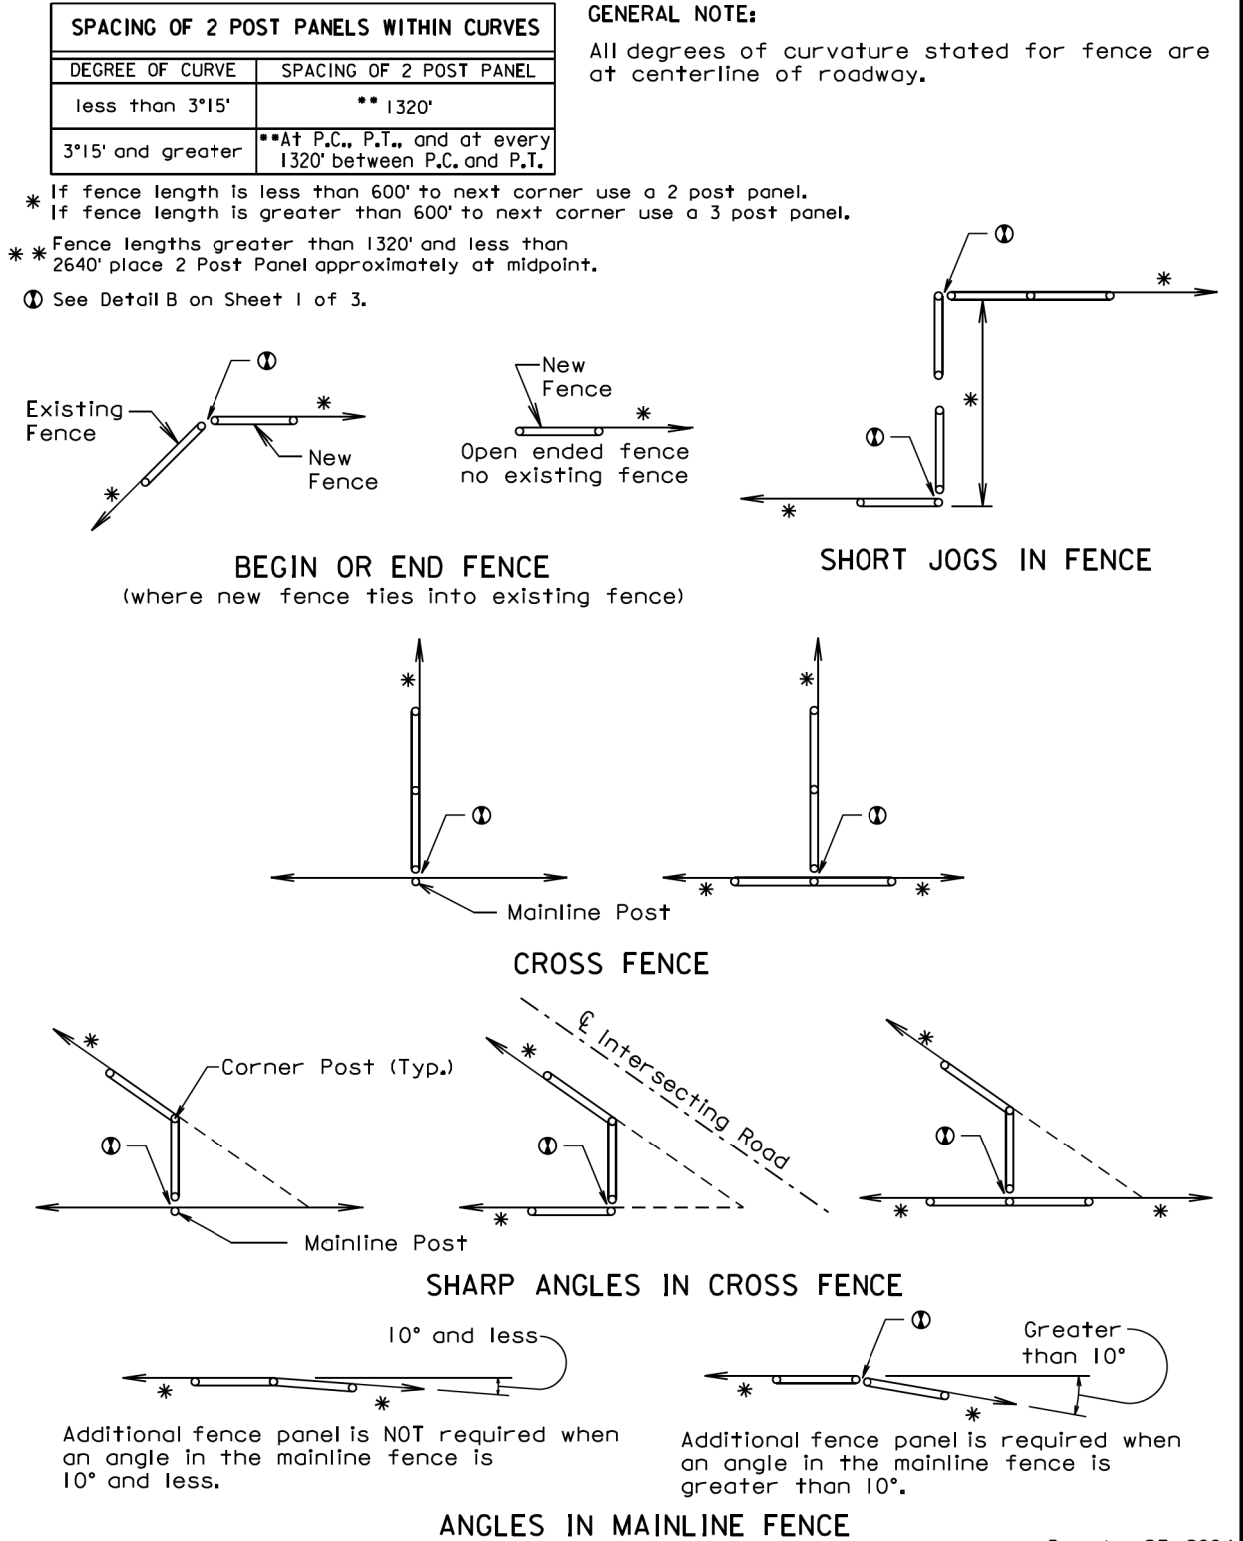 SPACING OF 2 POST PANELS WITHIN CURVES
DEGREE OF CURVE SPACING OF 2 POST PANEL
less than 3°15' ** 1320'
3°15' and greater **At P.C., P.T., and at every
1320' between P.C. and P.T.
GENERAL NOTE:
All degrees of curvature stated for fence are
at centerline of roadway.
* If fence length is less than 600' to next corner use a 2 post panel.
If fence length is greater than 600' to next corner use a 3 post panel.
** Fence lengths greater than 1320' and less than
2640' place 2 Post Panel approximately at midpoint.
See Detail B on Sheet 1 of 3.
Existing
Fence
*
*
New
Fence
New
Fence
*
Open ended fence
no existing fence
*
*
*
BEGIN OR END FENCE
(where new fence ties into existing fence)
SHORT JOGS IN FENCE
*
Mainline Post
*
*
*
CROSS FENCE
*
Corner Post (Typ.)
Mainline Post
*
*
℄ Intersecting Road
*
*
*
SHARP ANGLES IN CROSS FENCE
10° and less
*
*
Additional fence panel is NOT required when
an angle in the mainline fence is
10° and less.
Greater
than 10°
*
*
Additional fence panel is required when
an angle in the mainline fence is
greater than 10°.
ANGLES IN MAINLINE FENCE